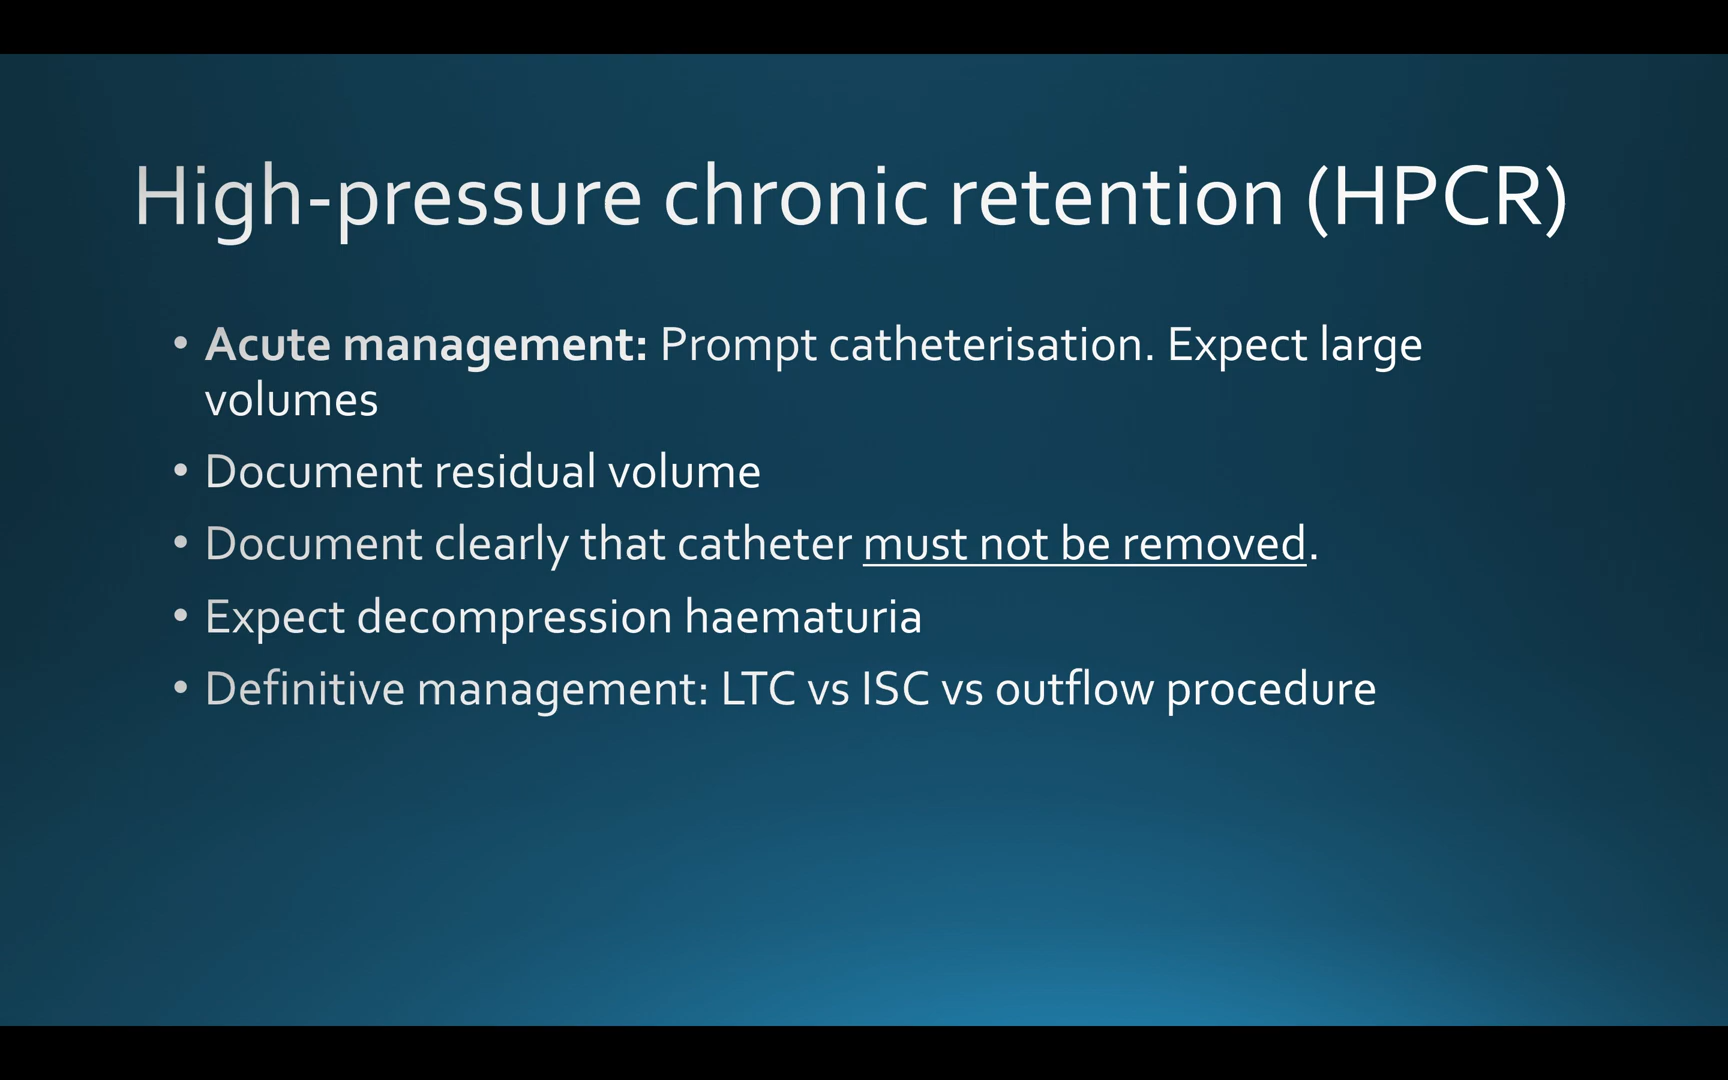 High-pressure chronic retention (HPCR)
• Acute management: Prompt catheterisation. Expect large
volumes
• Document residual volume
• Document clearly that catheter must not be removed.
• Expect decompression haematuria
• Definitive management: LTC vs ISC vs outflow procedure